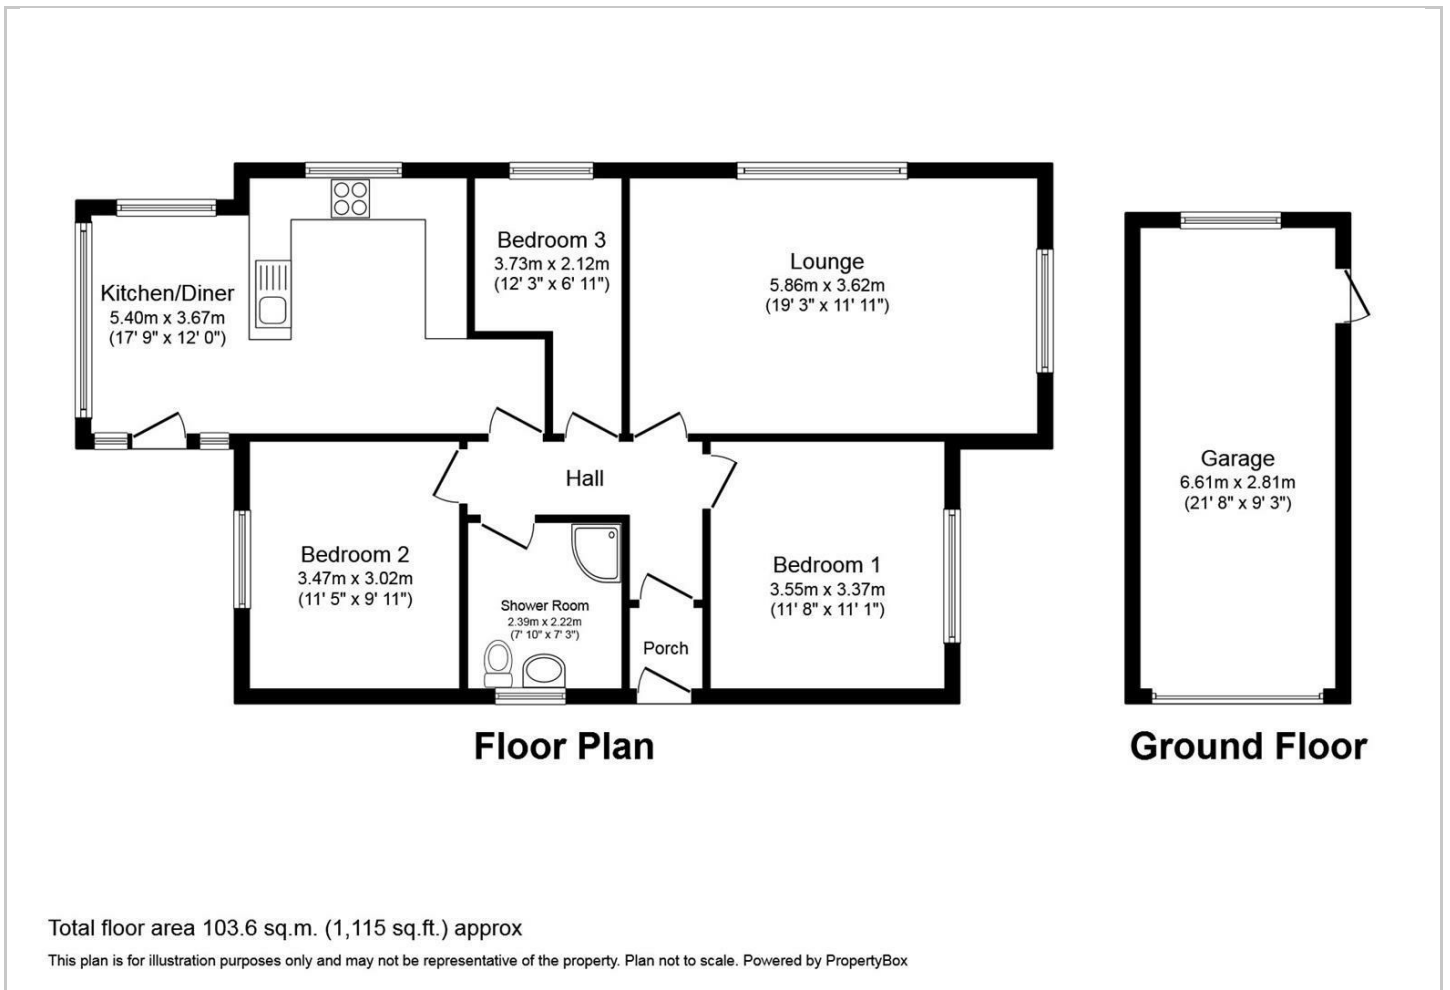 Kitchen/Diner
5.40m x 3.67m
(17' 9" x 12' 0")
Bedroom 3
3.73m x 2.12m
(12' 3" x 6' 11")
Lounge
5.86m x 3.62m
(19' 3" x 11' 11")
Hall
Bedroom 2
3.47m x 3.02m
(11' 5" x 9' 11")
Shower Room
2.39m x 2.22m
(7' 10" x 7' 3")
Porch
Bedroom 1
3.55m x 3.37m
(11' 8" x 11' 1")
Garage
6.61m x 2.81m
(21' 8" x 9' 3")
Floor Plan
Ground Floor
Total floor area 103.6 sq.m. (1,115 sq.ft.) approx
This plan is for illustration purposes only and may not be representative of the property. Plan not to scale. Powered by PropertyBox